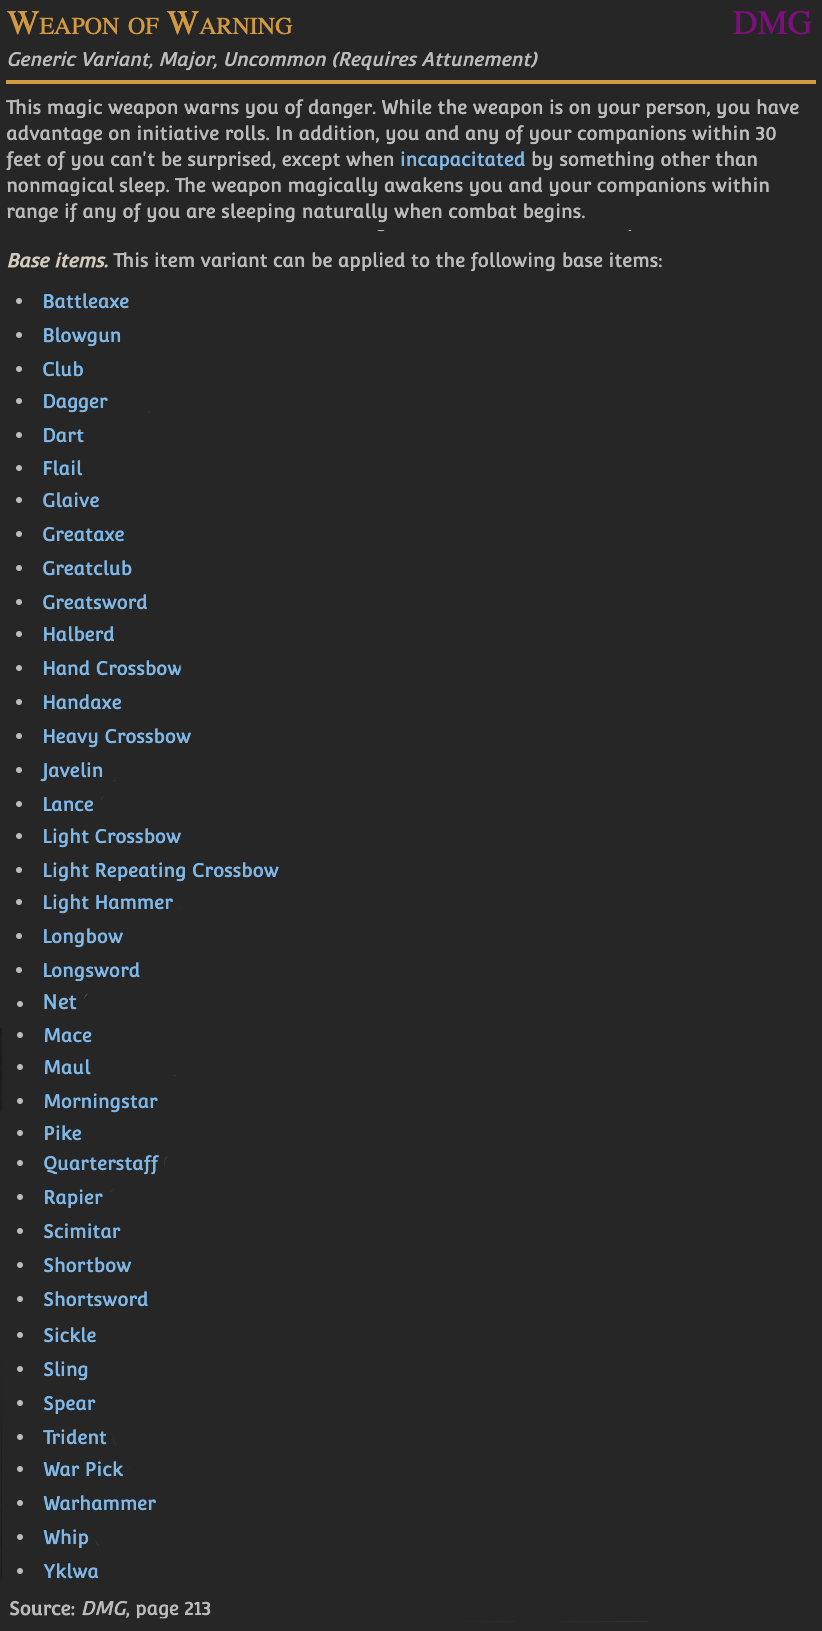 Weapon of Warning DMG
Generic Variant, Major, Uncommon (Requires Attunement)
This magic weapon warns you of danger. While the weapon is on your person, you have
advantage on initiative rolls. In addition, you and any of your companions within 30
feet of you can't be surprised, except when incapacitated by something other than
nonmagical sleep. The weapon magically awakens you and your companions within
range if any of you are sleeping naturally when combat begins.
Base items. This item variant can be applied to the following base items:
• Battleaxe
• Blowgun
• Club
• Dagger
• Dart
• Flail
• Glaive
• Greataxe
• Greatclub
• Greatsword
• Halberd
• Hand Crossbow
• Handaxe
• Heavy Crossbow
• Javelin
• Lance
• Light Crossbow
• Light Repeating Crossbow
• Light Hammer
• Longbow
• Longsword
• Net
• Mace
• Maul
• Morningstar
• Pike
• Quarterstaff
• Rapier
• Scimitar
• Shortbow
• Shortsword
• Sickle
• Sling
• Spear
• Trident
• War Pick
• Warhammer
• Whip
• Yklwa
Source: DMG, page 213